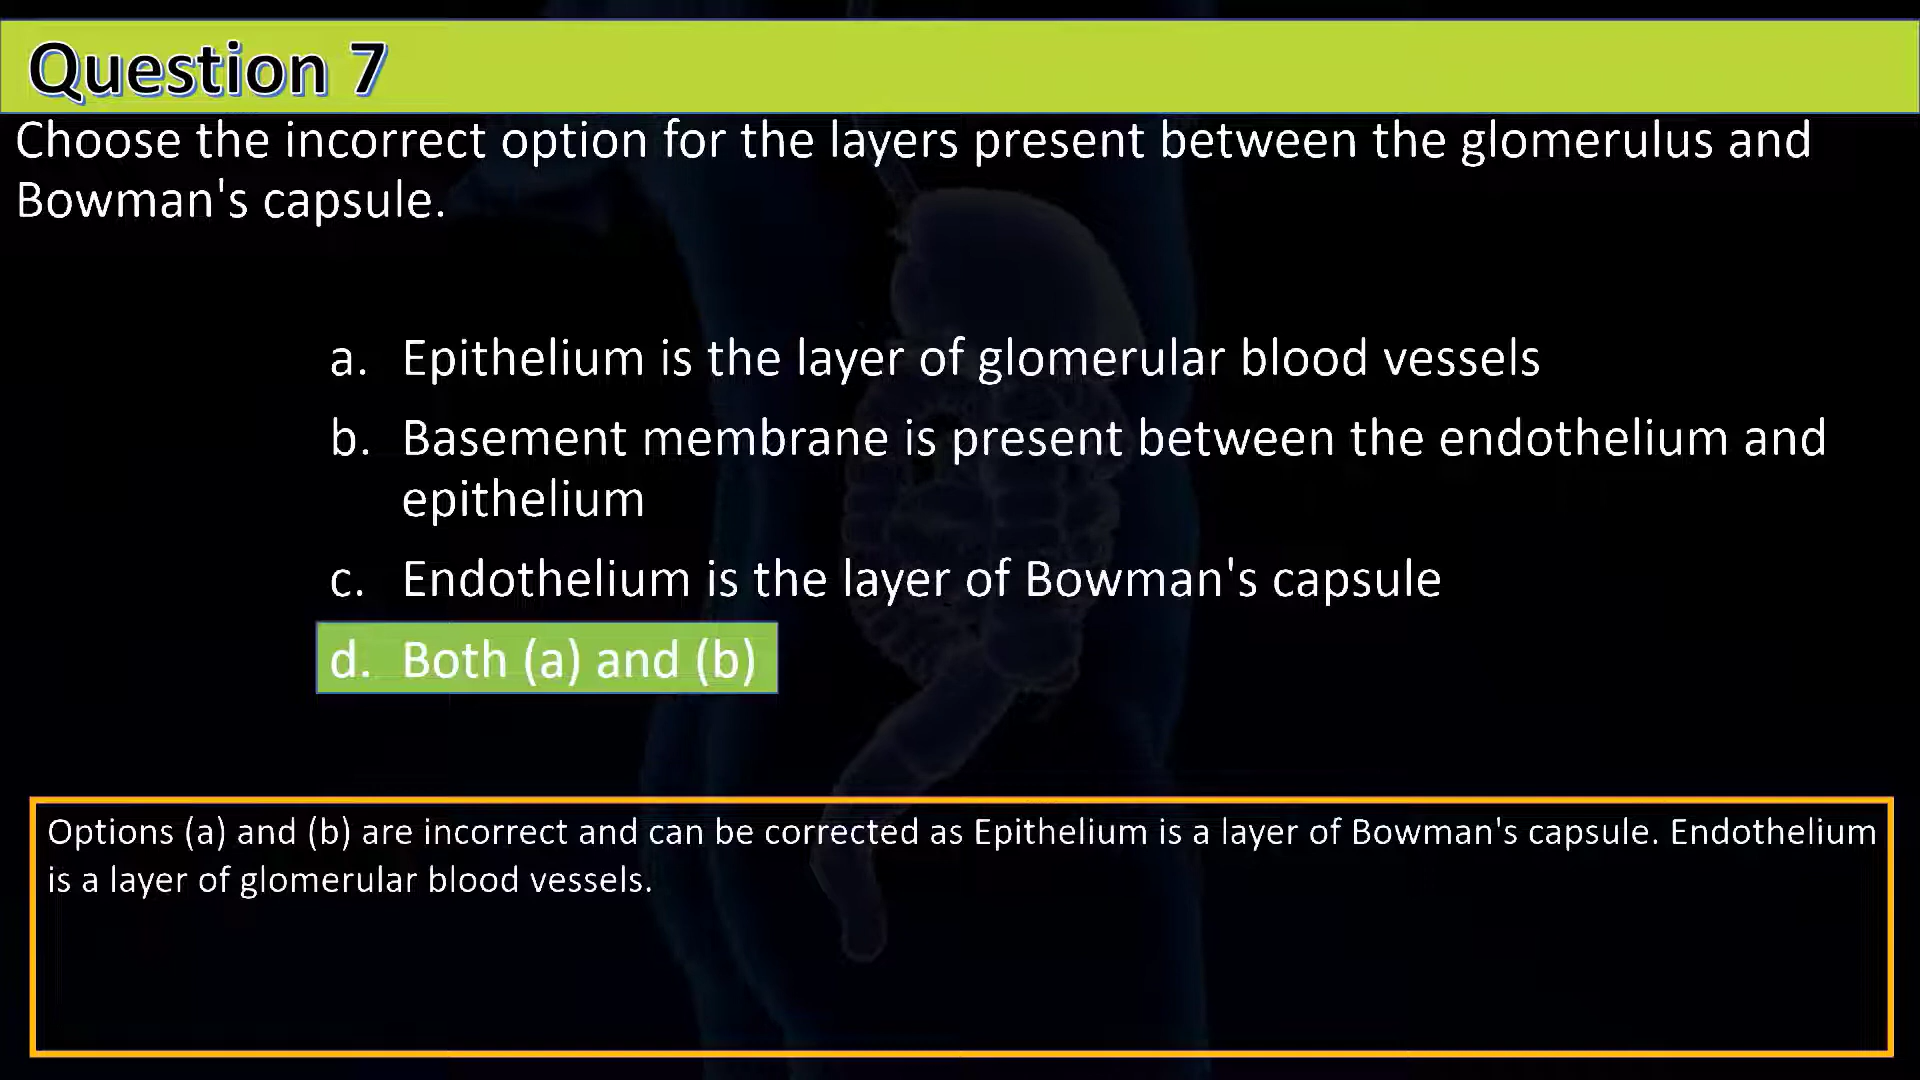 Question 7
Choose the incorrect option for the layers present between the glomerulus and
Bowman's capsule.
a. Epithelium is the layer of glomerular blood vessels
b. Basement membrane is present between the endothelium and
epithelium
c. Endothelium is the layer of Bowman's capsule
d. Both (a) and (b)
Options (a) and (b) are incorrect and can be corrected as Epithelium is a layer of Bowman's capsule. Endothelium
is a layer of glomerular blood vessels.